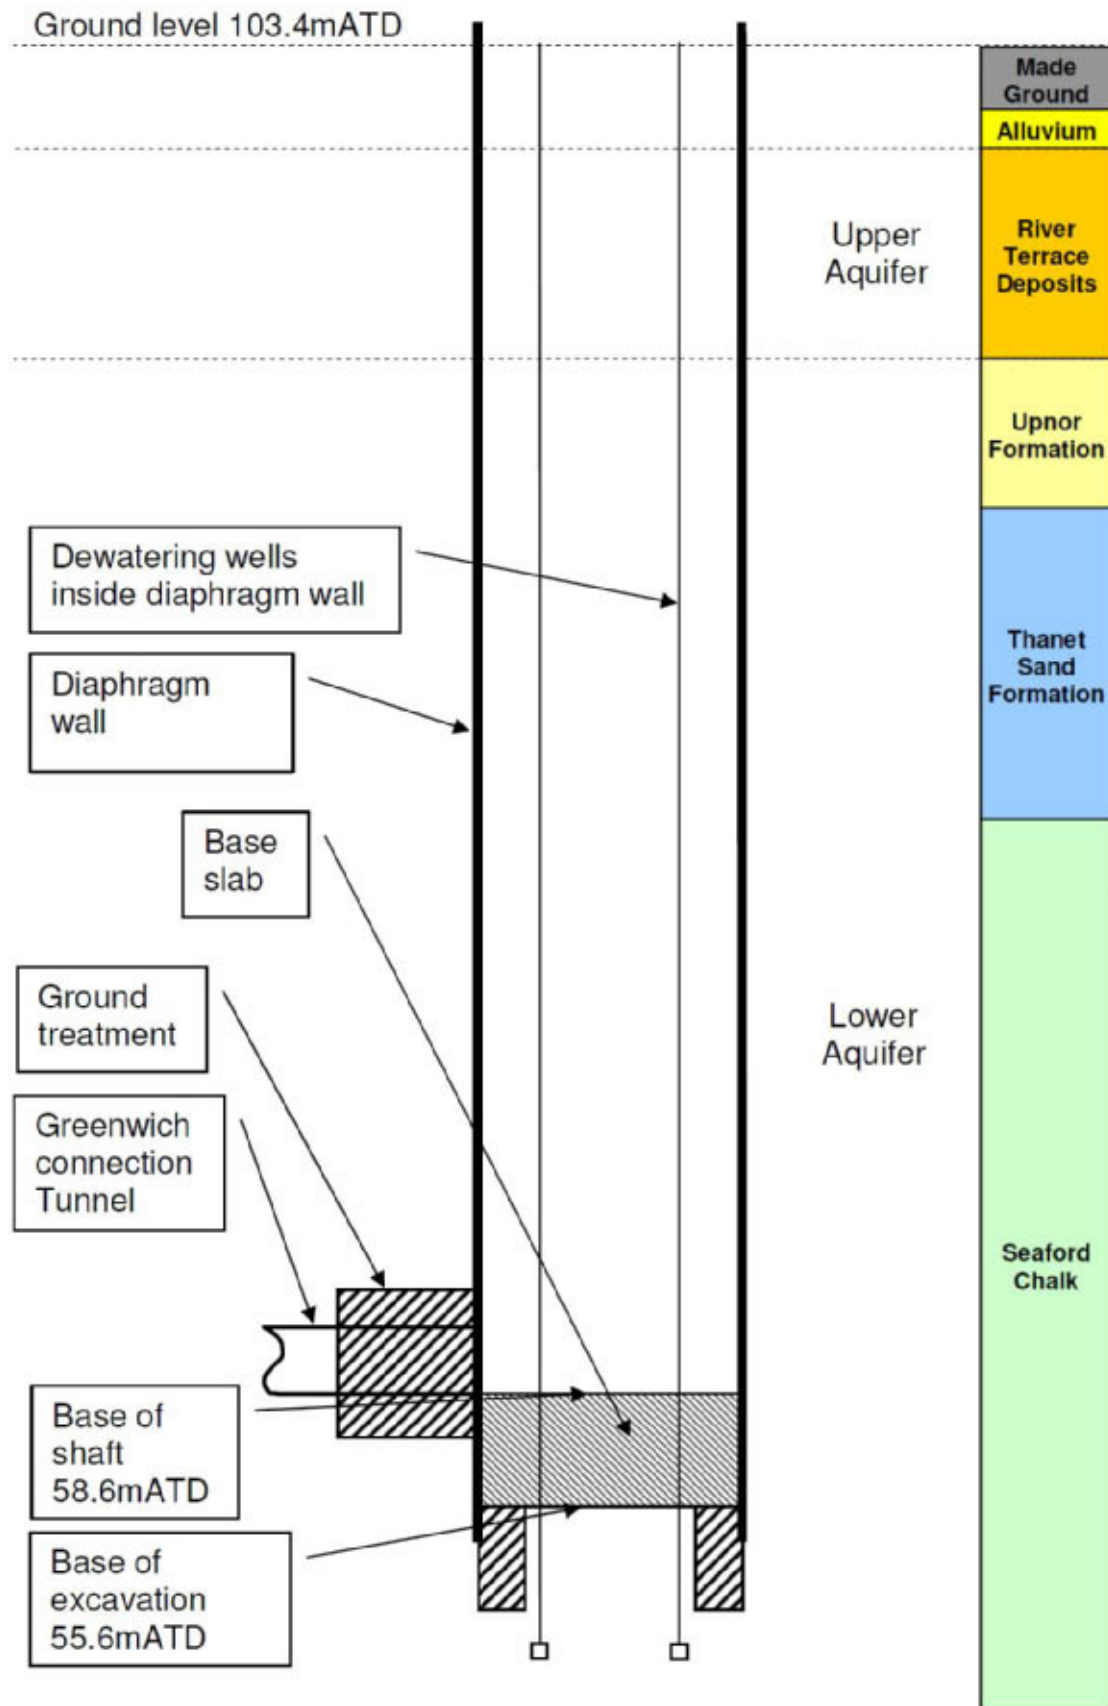 Ground level 103.4mATD
Made
Ground
Alluvium
Upper
Aquifer
River
Terrace
Deposits
Upnor
Formation
Dewatering wells
inside diaphragm wall
Thanet
Sand
Formation
Diaphragm
wall
Base
slab
Ground
treatment
Lower
Aquifer
Greenwich
connection
Tunnel
Seaford
Chalk
Base of
shaft
58.6mATD
Base of
excavation
55.6mATD